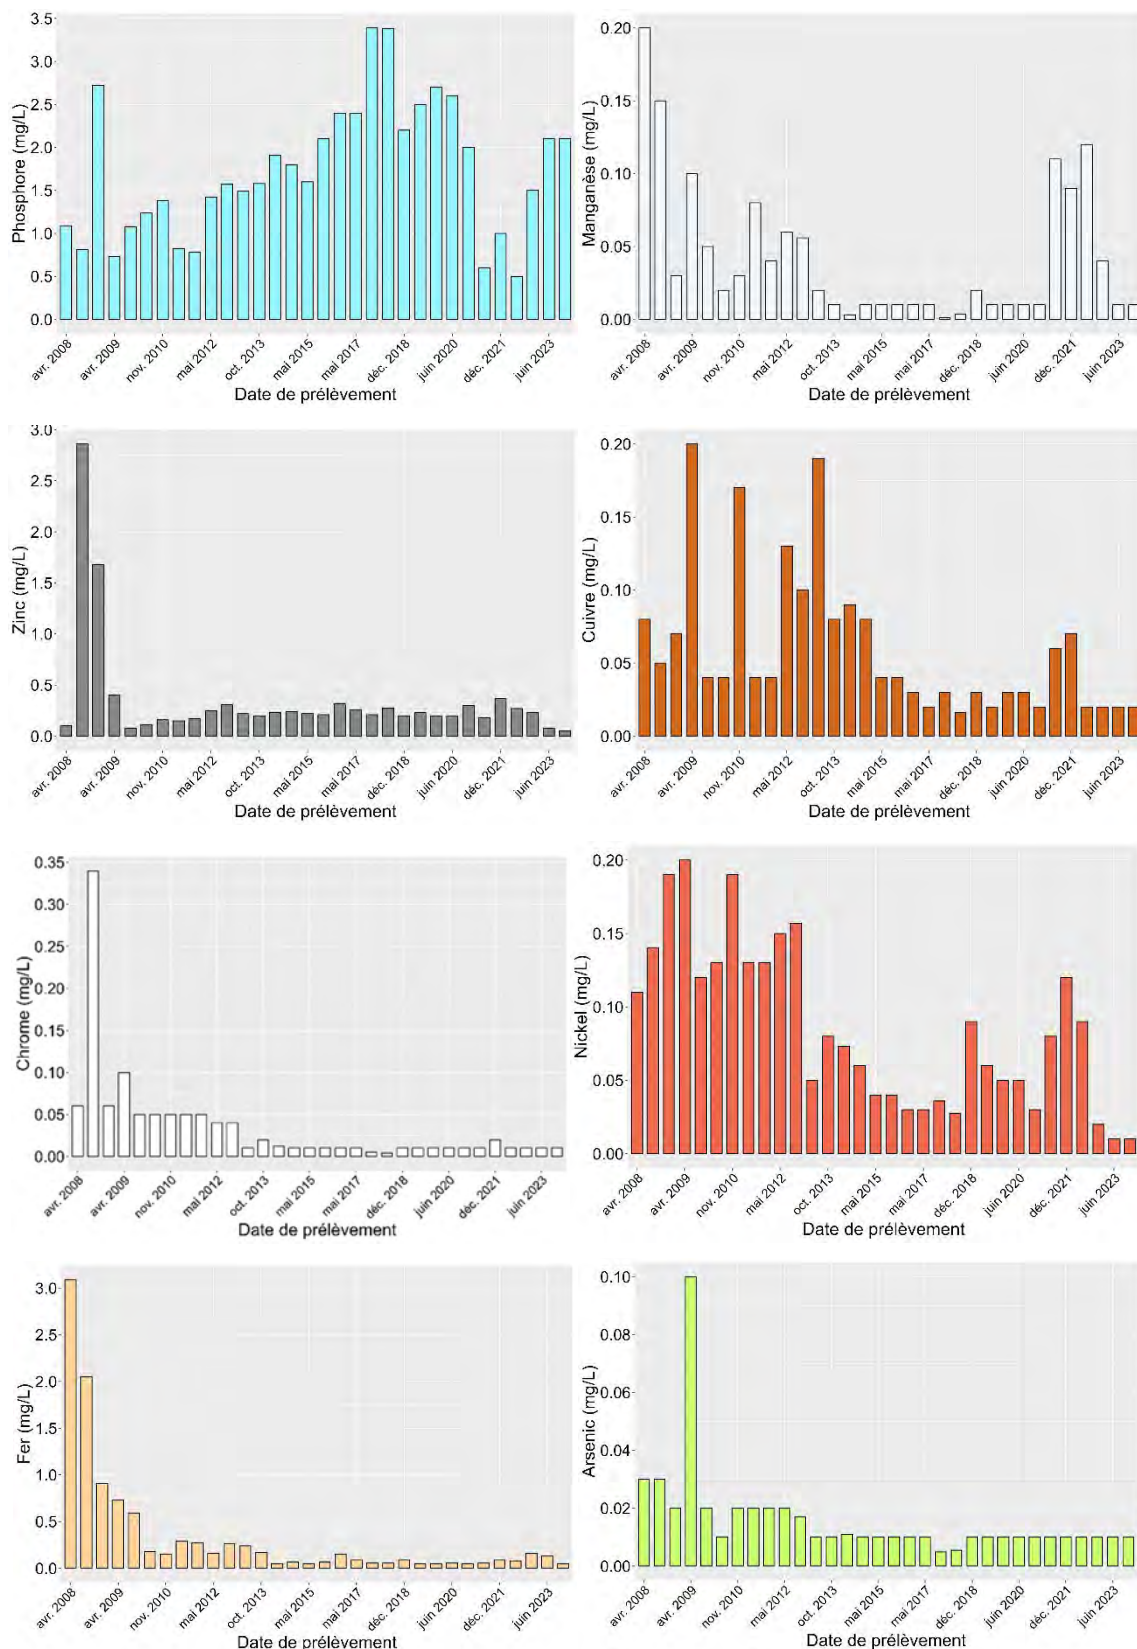 Phosphore (mg/L)
3.5
3.0
2.5
2.0
1.5
1.0
0.5
0.0
avr. 2008
avr. 2009
nov. 2010
mai 2012
oct. 2013
mai 2015
mai 2017
déc. 2018
juin 2020
déc. 2021
juin 2023
Date de prélèvement
Manganèse (mg/L)
0.20
0.15
0.10
0.05
0.00
avr. 2008
avr. 2009
nov. 2010
mai 2012
oct. 2013
mai 2015
mai 2017
déc. 2018
juin 2020
déc. 2021
juin 2023
Date de prélèvement
Zinc (mg/L)
3.0
2.5
2.0
1.5
1.0
0.5
0.0
avr. 2008
avr. 2009
nov. 2010
mai 2012
oct. 2013
mai 2015
mai 2017
déc. 2018
juin 2020
déc. 2021
juin 2023
Date de prélèvement
Cuivre (mg/L)
0.20
0.15
0.10
0.05
0.00
avr. 2008
avr. 2009
nov. 2010
mai 2012
oct. 2013
mai 2015
mai 2017
déc. 2018
juin 2020
déc. 2021
juin 2023
Date de prélèvement
Chrome (mg/L)
0.35
0.30
0.25
0.20
0.15
0.10
0.05
0.00
avr. 2008
avr. 2009
nov. 2010
mai 2012
oct. 2013
mai 2015
mai 2017
déc. 2018
juin 2020
déc. 2021
juin 2023
Date de prélèvement
Nickel (mg/L)
0.20
0.15
0.10
0.05
0.00
avr. 2008
avr. 2009
nov. 2010
mai 2012
oct. 2013
mai 2015
mai 2017
déc. 2018
juin 2020
déc. 2021
juin 2023
Date de prélèvement
Fer (mg/L)
3.0
2.5
2.0
1.5
1.0
0.5
0.0
avr. 2008
avr. 2009
nov. 2010
mai 2012
oct. 2013
mai 2015
mai 2017
déc. 2018
juin 2020
déc. 2021
juin 2023
Date de prélèvement
Arsenic (mg/L)
0.10
0.08
0.06
0.04
0.02
0.00
avr. 2008
avr. 2009
nov. 2010
mai 2012
oct. 2013
mai 2015
mai 2017
déc. 2018
juin 2020
déc. 2021
juin 2023
Date de prélèvement